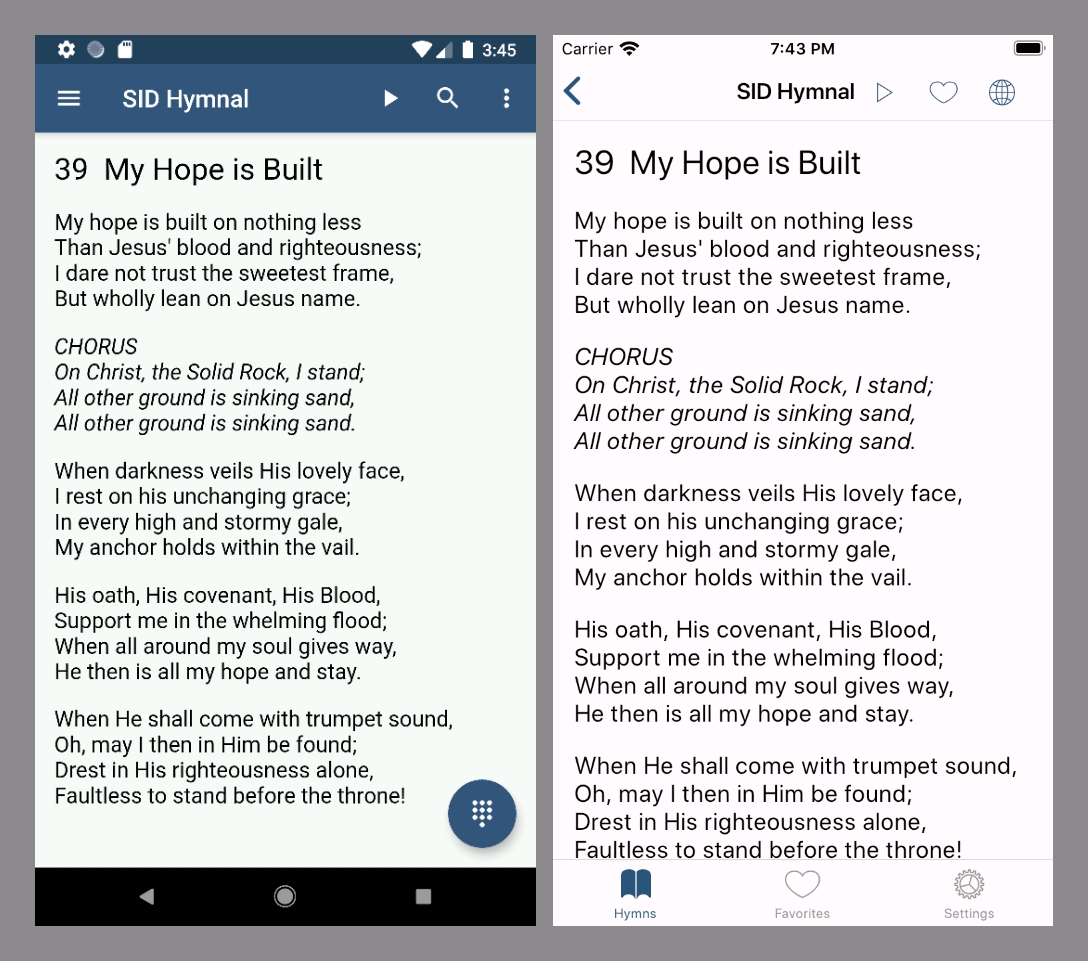 3:45
SID Hymnal
39 My Hope is Built
My hope is built on nothing less
Than Jesus' blood and righteousness;
I dare not trust the sweetest frame,
But wholly lean on Jesus name.
CHORUS
On Christ, the Solid Rock, I stand;
All other ground is sinking sand,
All other ground is sinking sand.
When darkness veils His lovely face,
I rest on his unchanging grace;
In every high and stormy gale,
My anchor holds within the vail.
His oath, His covenant, His Blood,
Support me in the whelming flood;
When all around my soul gives way,
He then is all my hope and stay.
When He shall come with trumpet sound,
Oh, may I then in Him be found;
Drest in His righteousness alone,
Faultless to stand before the throne!
Carrier 7:43 PM
SID Hymnal
39 My Hope is Built
My hope is built on nothing less
Than Jesus' blood and righteousness;
I dare not trust the sweetest frame,
But wholly lean on Jesus name.
CHORUS
On Christ, the Solid Rock, I stand;
All other ground is sinking sand,
All other ground is sinking sand.
When darkness veils His lovely face,
I rest on his unchanging grace;
In every high and stormy gale,
My anchor holds within the vail.
His oath, His covenant, His Blood,
Support me in the whelming flood;
When all around my soul gives way,
He then is all my hope and stay.
When He shall come with trumpet sound,
Oh, may I then in Him be found;
Drest in His righteousness alone,
Faultless to stand before the throne!
Hymns Favorites Settings